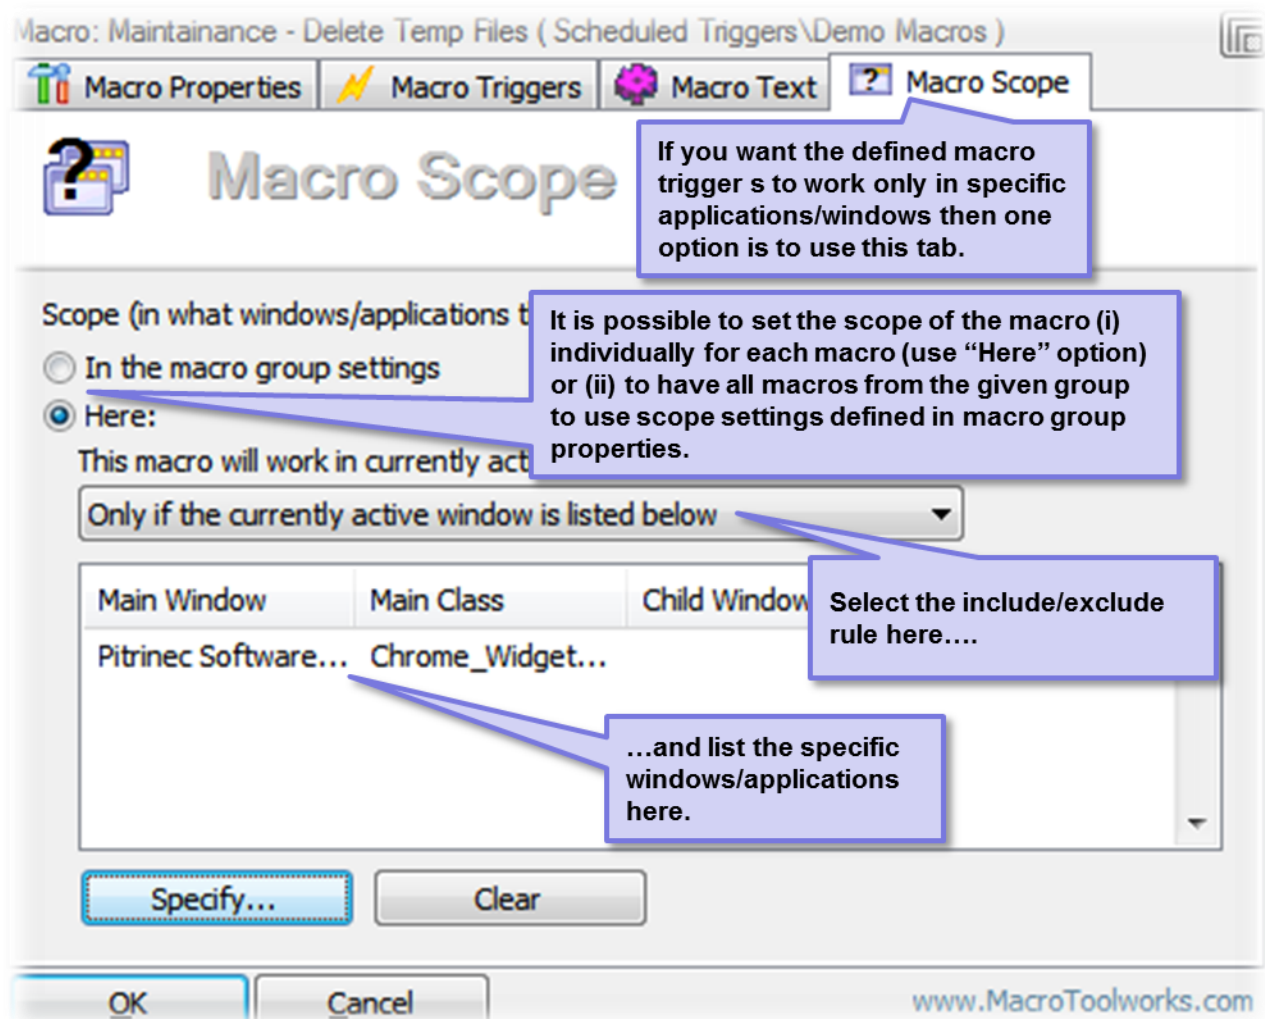 Macro: Maintainance - Delete Temp Files ( Scheduled Triggers\Demo Macros )
Macro Properties
Macro Triggers
Macro Text
Macro Scope
Macro Scope
If you want the defined macro
trigger s to work only in specific
applications/windows then one
option is to use this tab.
Scope (in what windows/applications t
It is possible to set the scope of the macro (i)
individually for each macro (use “Here” option)
or (ii) to have all macros from the given group
to use scope settings defined in macro group
properties.
In the macro group settings
Here:
This macro will work in currently act
Only if the currently active window is listed below
Select the include/exclude
rule here….
Main Window Main Class Child Window
Pitrinec Software... Chrome_Widget...
…and list the specific
windows/applications
here.
Specify... Clear
OK Cancel
www.MacroToolworks.com